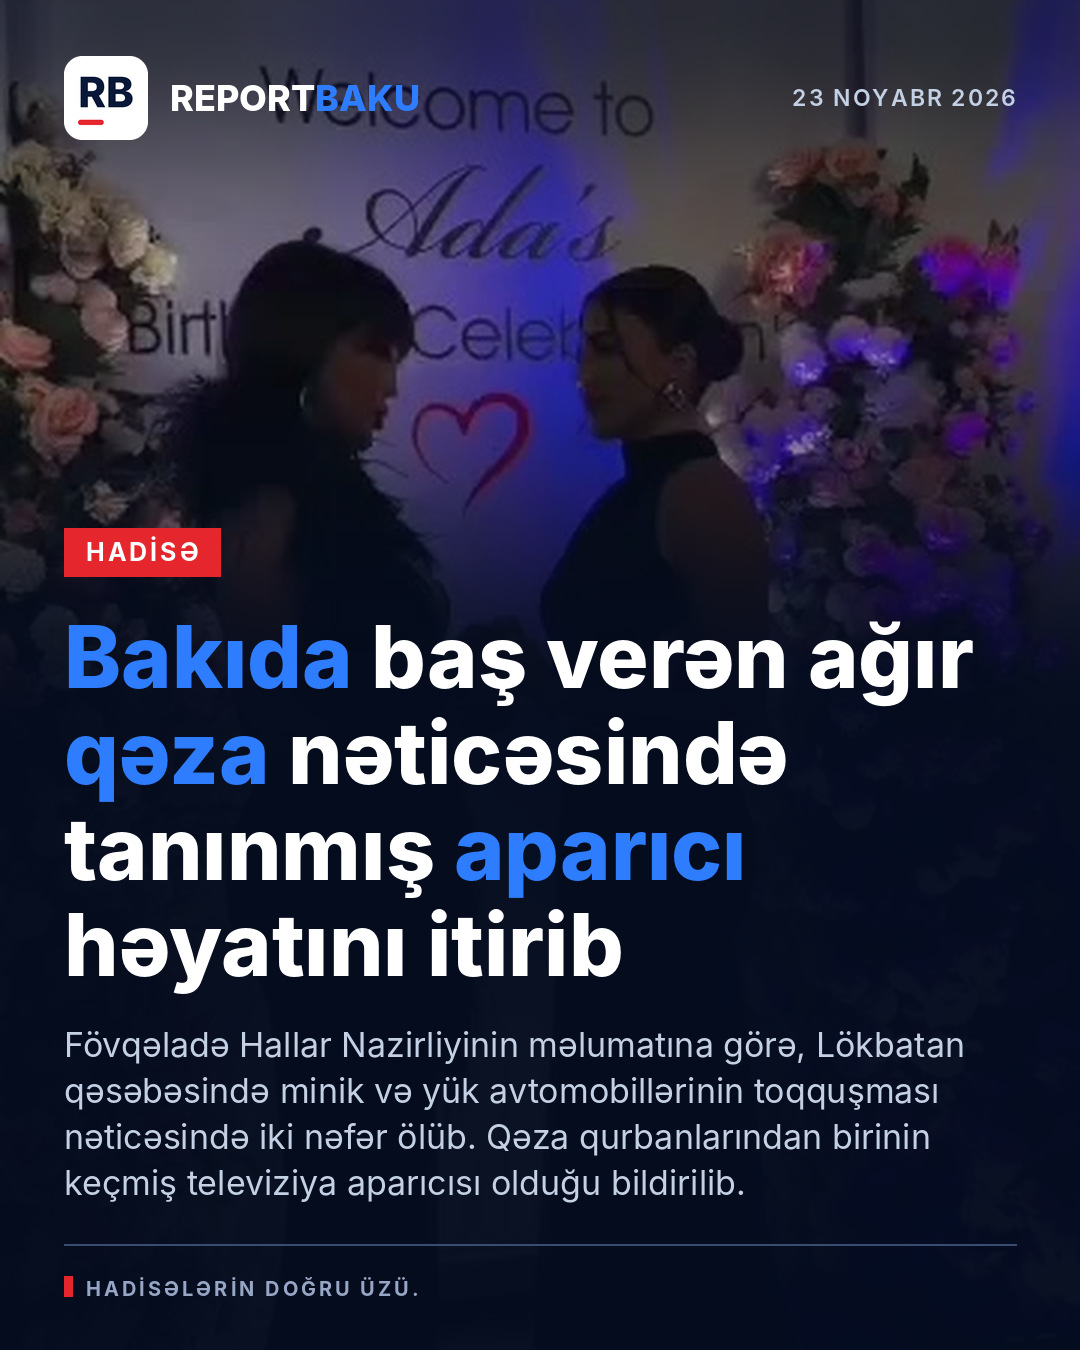 RB
REPORTBAKU
23 NOYABR 2026
Welcome to
Ada's
HADİSƏ
Bakıda baş verən ağır
qəza nəticəsində
tanınmış aparıcı
həyatını itirib
Fövqəladə Hallar Nazirliyinin məlumatına görə, Lökbatan
qəsəbəsində minik və yük avtomobillərinin toqquşması
nəticəsində iki nəfər ölüb. Qəza qurbanlarından birinin
keçmiş televiziya aparıcısı olduğu bildirilib.
HADİSƏLƏRİN DOĞRU ÜZÜ.